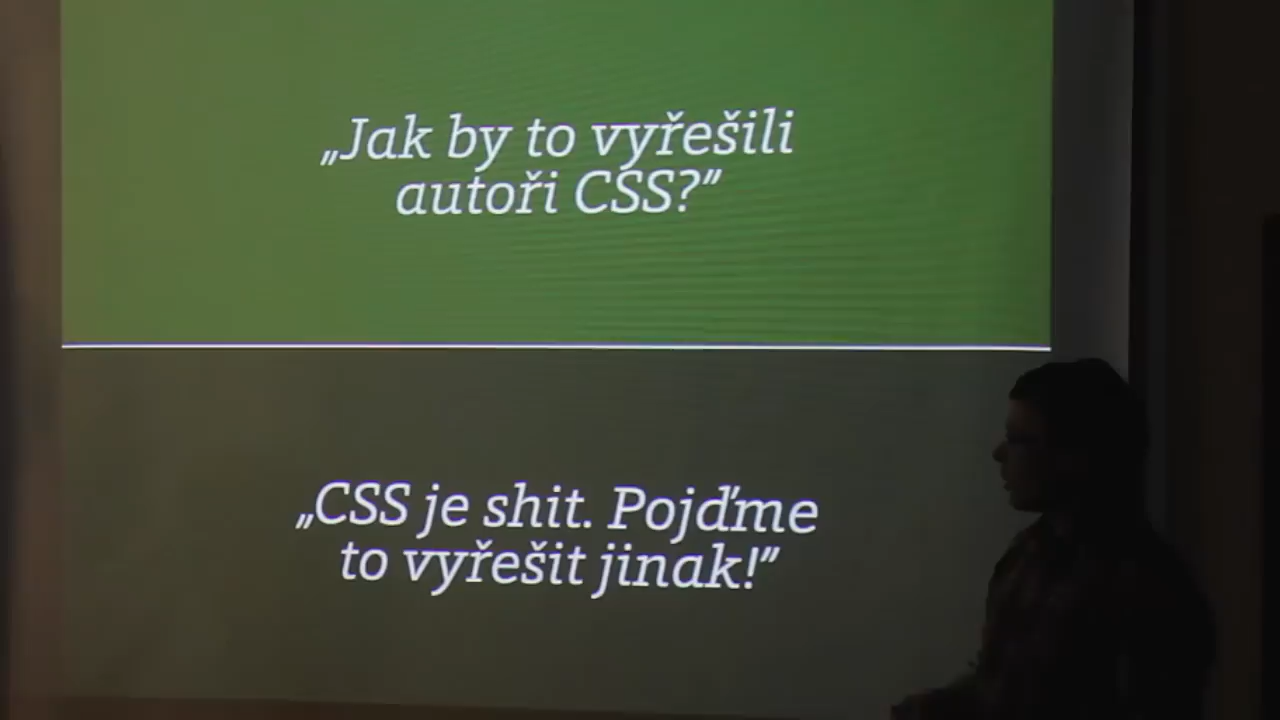 „Jak by to vyřešili
autoři CSS?”
„CSS je shit. Pojďme
to vyřešit jinak!”